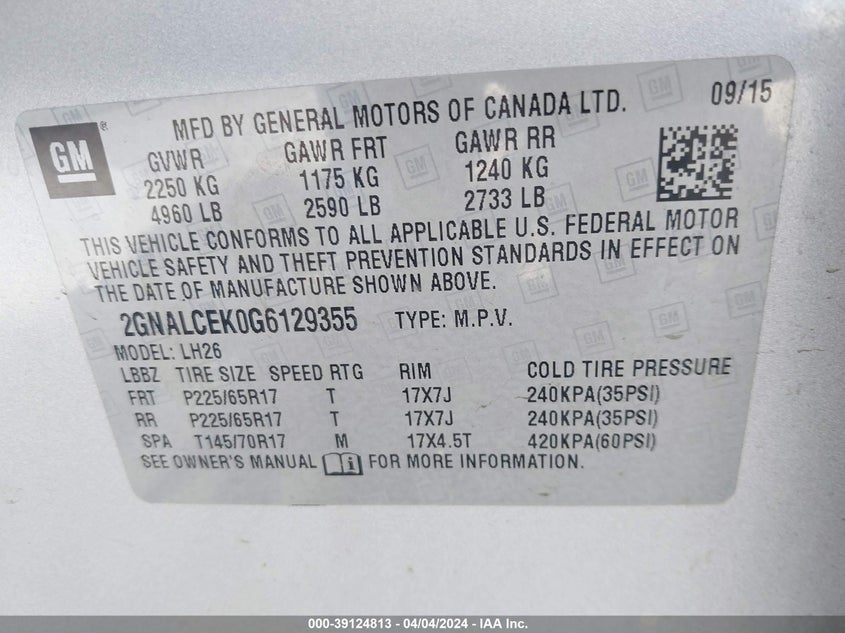 09/15
MFD BY GENERAL MOTORS OF CANADA LTD.
GM®
GVWR GAWR FRT GAWR RR
2250 KG 1175 KG 1240 KG
4960 LB 2590 LB 2733 LB
THIS VEHICLE CONFORMS TO ALL APPLICABLE U.S. FEDERAL MOTOR
VEHICLE SAFETY AND THEFT PREVENTION STANDARDS IN EFFECT ON
THE DATE OF MANUFACTURE SHOWN ABOVE.
2GNALCEK0G6129355 TYPE: M.P.V.
MODEL: LH26
LBBZ TIRE SIZE SPEED RTG RIM COLD TIRE PRESSURE
FRT P225/65R17 T 17X7J 240KPA(35PSI)
RR P225/65R17 T 17X7J 240KPA(35PSI)
SPA T145/70R17 M 17X4.5T 420KPA(60PSI)
SEE OWNER'S MANUAL FOR MORE INFORMATION.
000-39124813 - 04/04/2024 - IAA Inc.